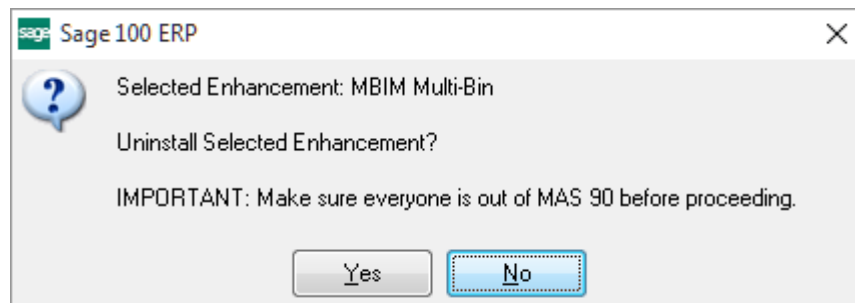 sage Sage 100 ERP
Selected Enhancement: MBIM Multi-Bin
Uninstall Selected Enhancement?
IMPORTANT: Make sure everyone is out of MAS 90 before proceeding.
Yes No